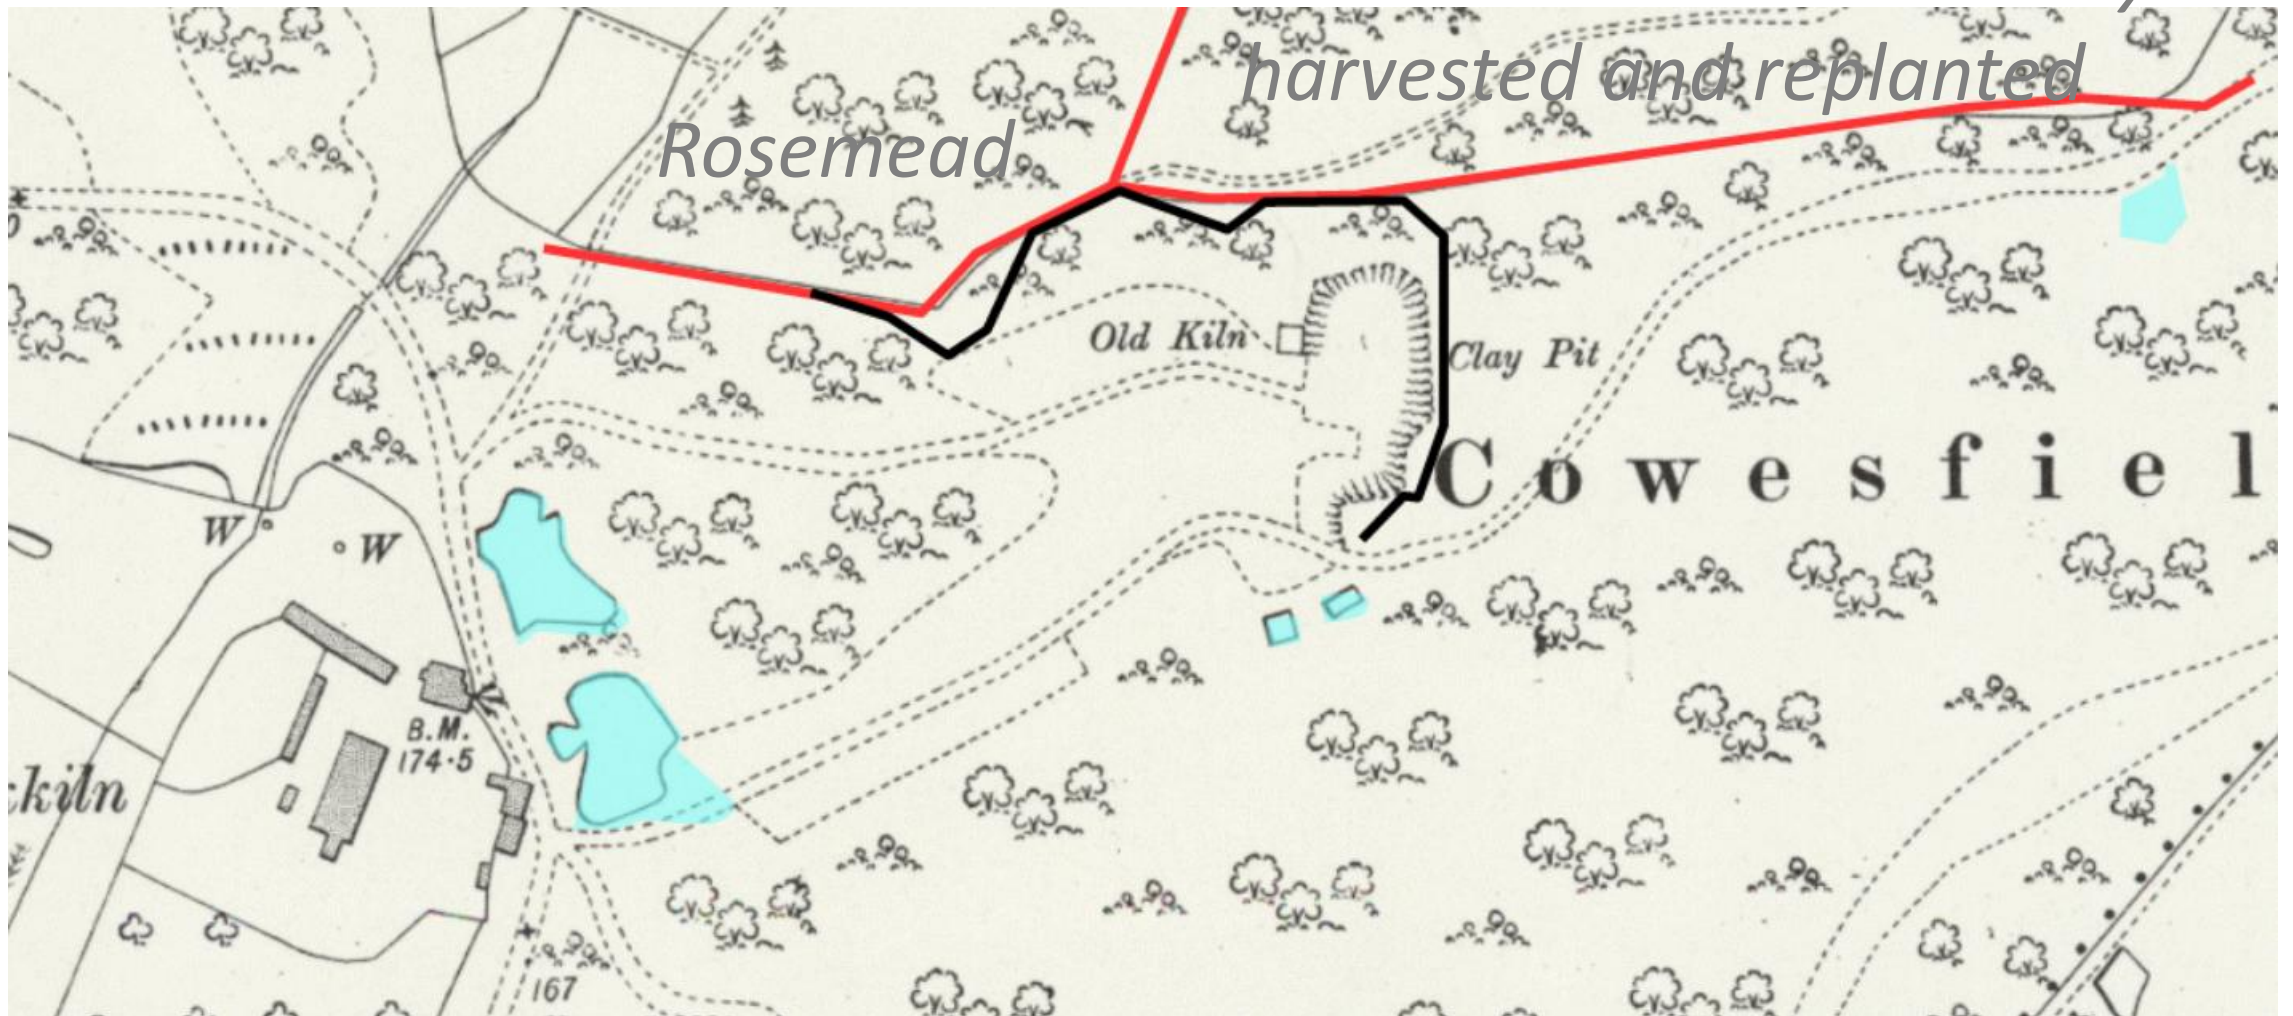 harvested and replanted
Rosemead
Old Kiln
Clay Pit
Cowesfiel
W
W
B.M.
174·5
kiln
167